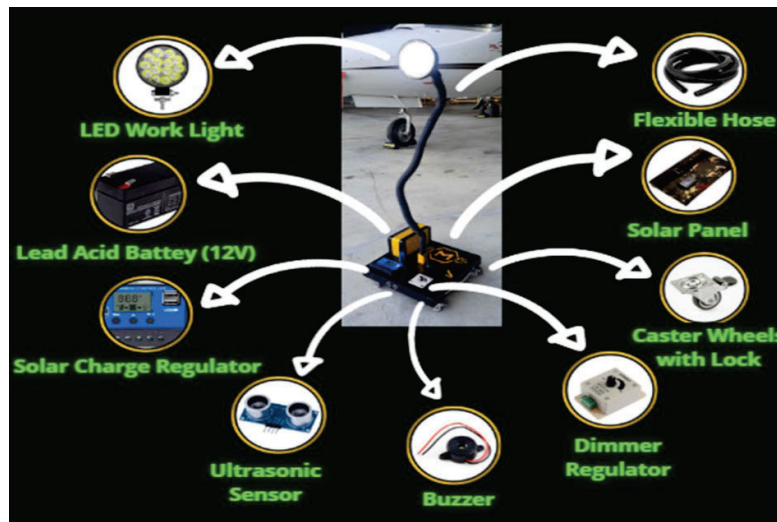 LED Work Light
Flexible Hose
Lead Acid Battey (12V)
Solar Panel
Solar Charge Regulator
Caster Wheels
with Lock
Ultrasonic
Sensor
Buzzer
Dimmer
Regulator